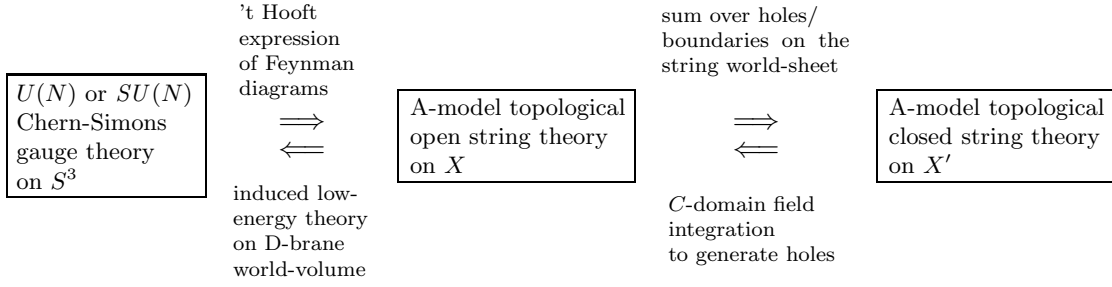 't Hooft
expression
of Feynman
diagrams
sum over holes/
boundaries on the
string world-sheet
U(N) or SU(N)
Chern-Simons
gauge theory
on S³
⟹
⟸
A-model topological
open string theory
on X
⟹
⟸
A-model topological
closed string theory
on X′
induced low-
energy theory
on D-brane
world-volume
C-domain field
integration
to generate holes